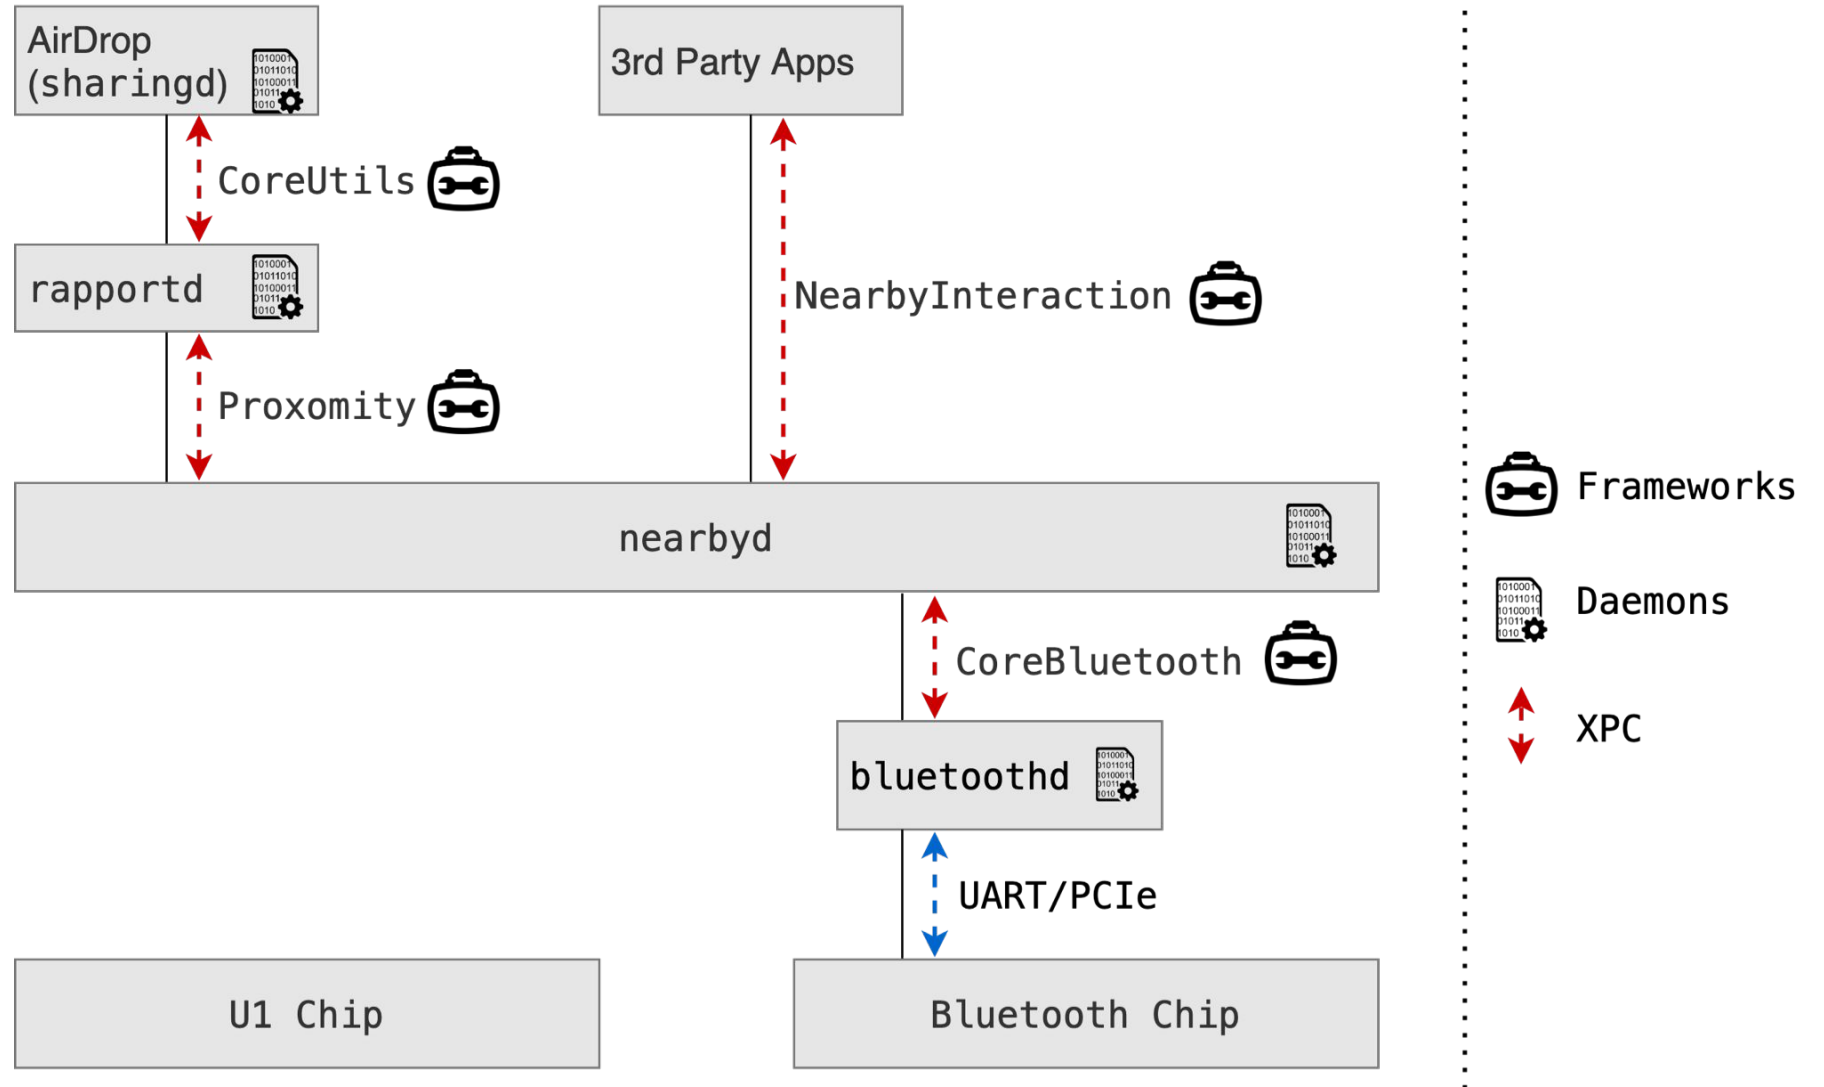 AirDrop
(sharingd)
3rd Party Apps
CoreUtils
rapportd
NearbyInteraction
Proxomity
nearbyd
CoreBluetooth
bluetoothd
UART/PCIe
U1 Chip
Bluetooth Chip
Frameworks
Daemons
XPC